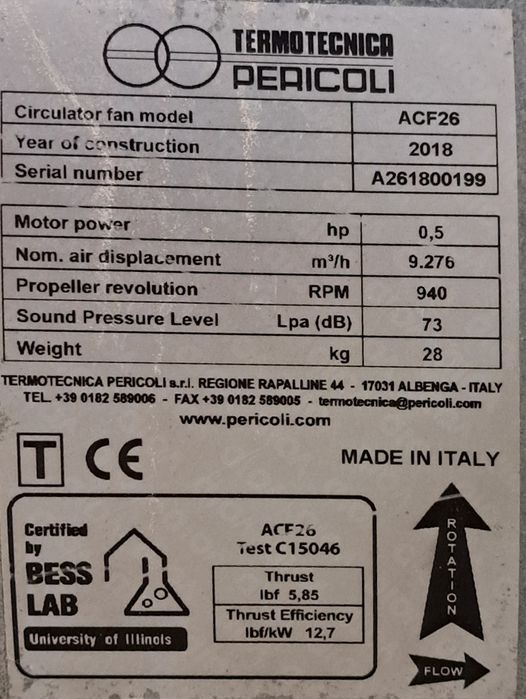 TERMOTECNICA
PERICOLI
Circulator fan model ACF26
Year of construction 2018
Serial number A261800199
Motor power hp 0,5
Nom. air displacement m³/h 9.276
Propeller revolution RPM 940
Sound Pressure Level Lpa (dB) 73
Weight kg 28
TERMOTECNICA PERICOLI s.r.l. REGIONE RAPALLINE 44 - 17031 ALBENGA - ITALY
TEL. +39 0182 589006 - FAX +39 0182 589005 - termotecnica@pericoli.com
www.pericoli.com
T CE
MADE IN ITALY
Certified
by
BESS
LAB
University of Illinois
ACF26
Test C15046
Thrust
lbf 5,85
Thrust Efficiency
lbf/kW 12,7
ROTATION
FLOW